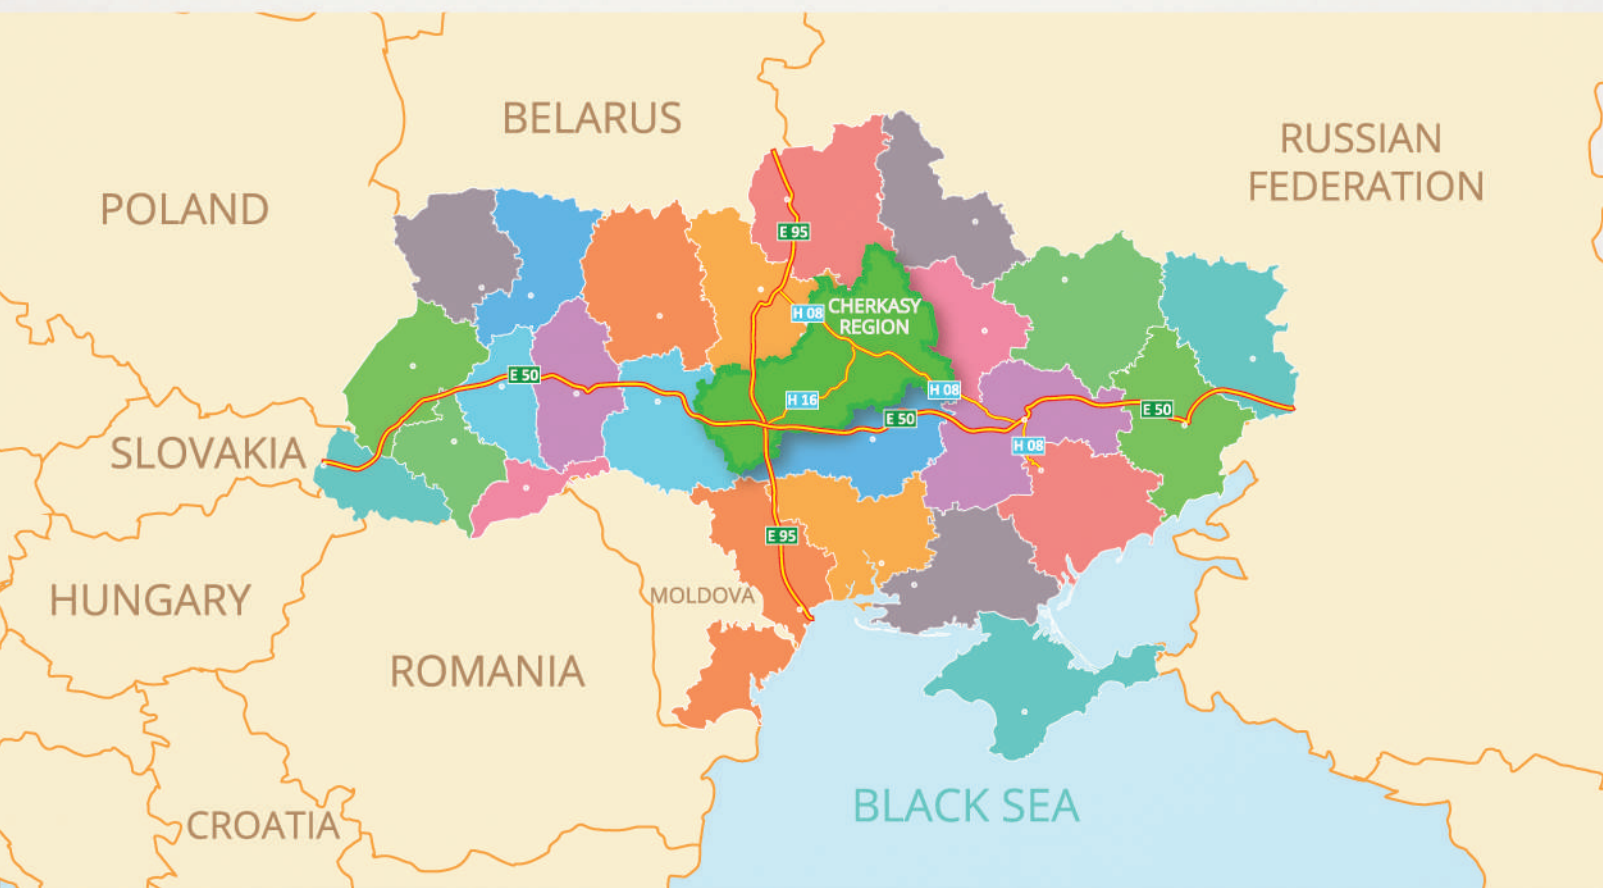 BELARUS
RUSSIAN
FEDERATION
POLAND
E 95
CHERKASY
REGION
H 08
E 50
H 16
H 08
E 50
E 50
H 08
SLOVAKIA
E 95
HUNGARY
MOLDOVA
ROMANIA
BLACK SEA
CROATIA